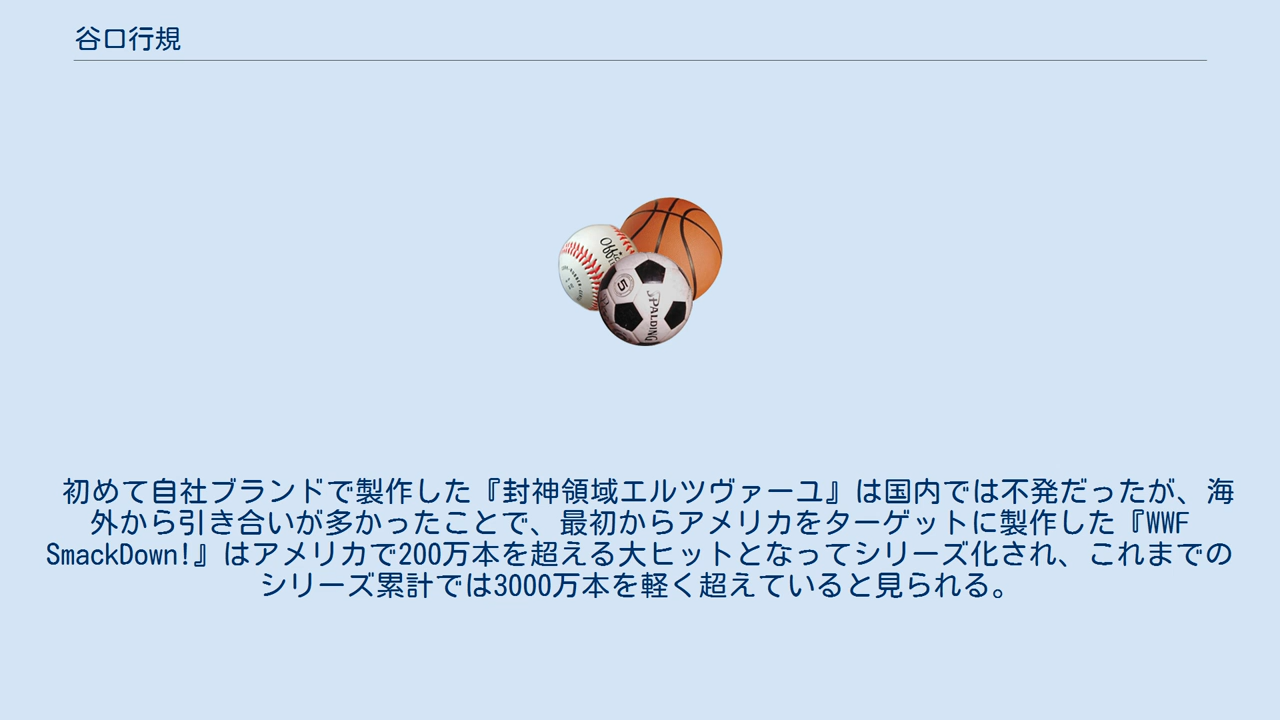 谷口行規
Offici
5
SPALDING
初めて自社ブランドで製作した『封神領域エルツヴァーユ』は国内では不発だったが、海
外から引き合いが多かったことで、最初からアメリカをターゲットに製作した『WWF
SmackDown!』はアメリカで200万本を超える大ヒットとなってシリーズ化され、これまでの
シリーズ累計では3000万本を軽く超えていると見られる。